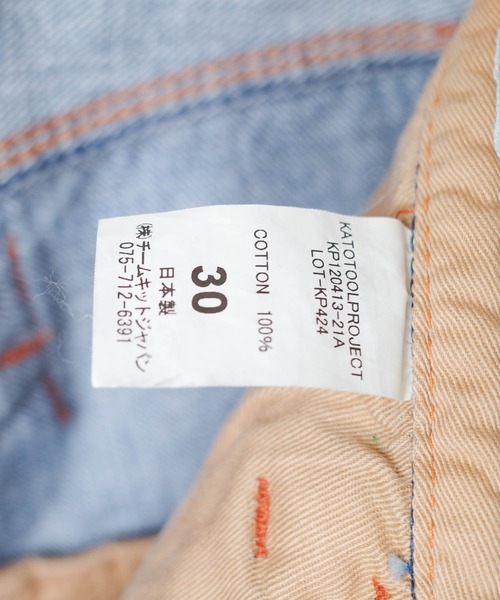 KATOTOOLPROJECT
KP120413-21A
LOT-KP424
COTTON 100%
30
日本製
(株)チームキットジャパン
075-712-6391